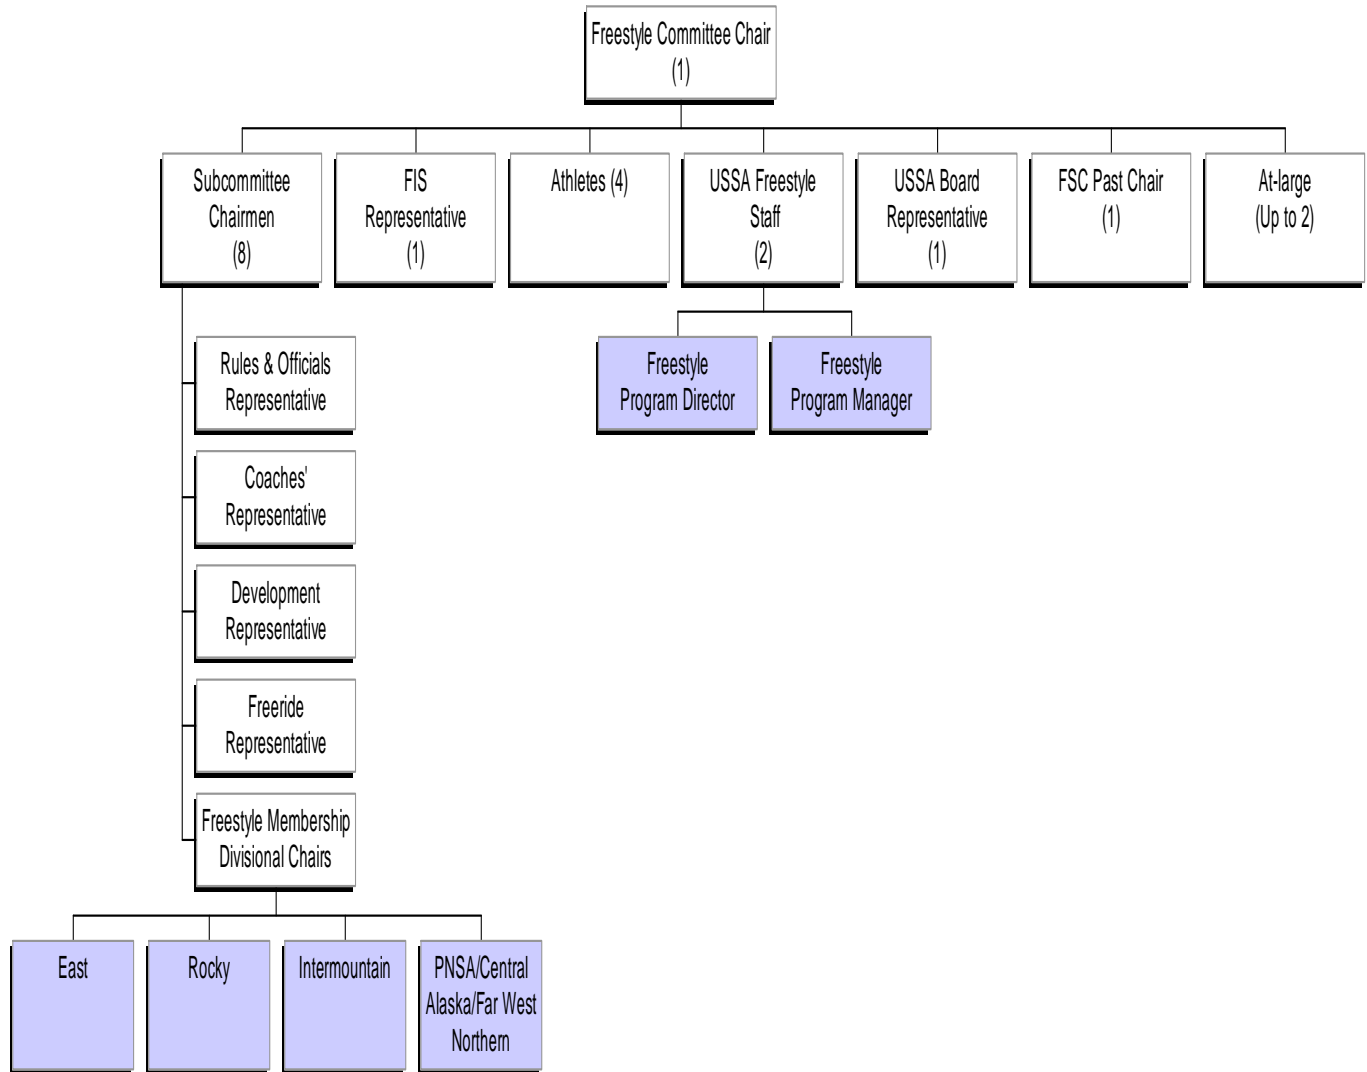 Freestyle Committee Chair
(1)
Subcommittee
Chairmen
(8)
FIS
Representative
(1)
Athletes (4)
USSA Freestyle
Staff
(2)
USSA Board
Representative
(1)
FSC Past Chair
(1)
At-large
(Up to 2)
Rules & Officials
Representative
Freestyle
Program Director
Freestyle
Program Manager
Coaches'
Representative
Development
Representative
Freeride
Representative
Freestyle Membership
Divisional Chairs
East
Rocky
Intermountain
PNSA/Central
Alaska/Far West
Northern